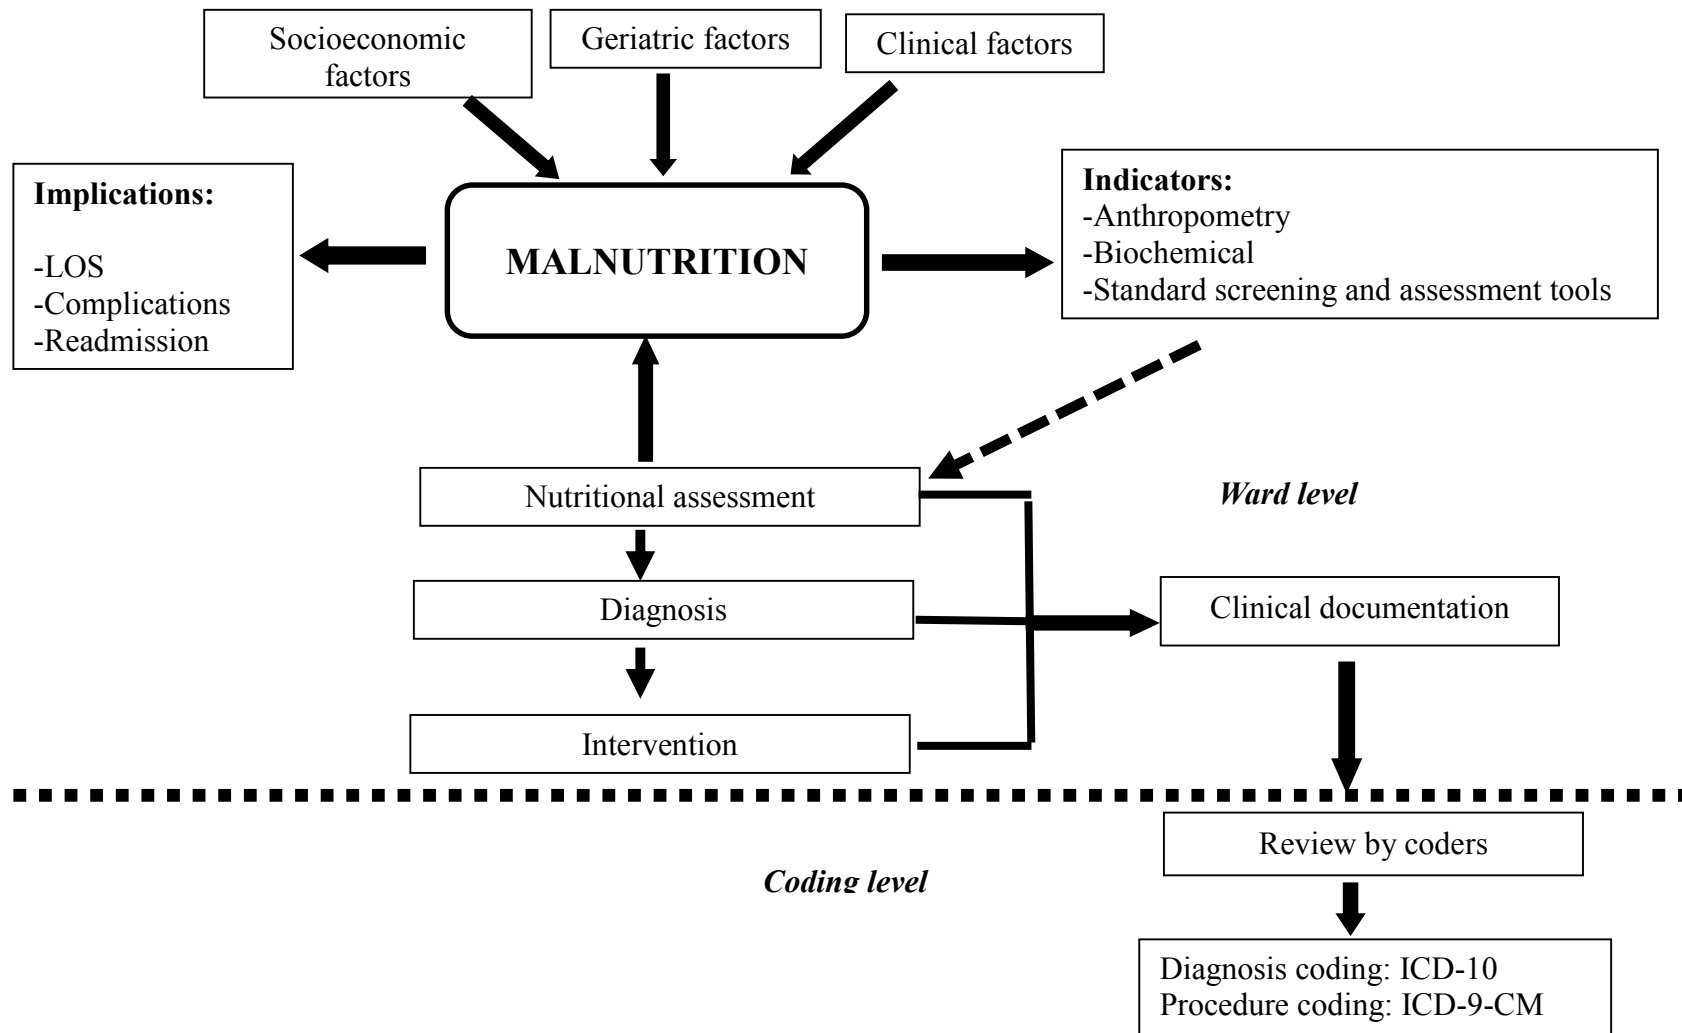 Socioeconomic
factors
Geriatric factors
Clinical factors
Implications:
-LOS
-Complications
-Readmission
MALNUTRITION
Indicators:
-Anthropometry
-Biochemical
-Standard screening and assessment tools
Nutritional assessment
Ward level
Diagnosis
Clinical documentation
Intervention
Review by coders
Coding level
Diagnosis coding: ICD-10
Procedure coding: ICD-9-CM